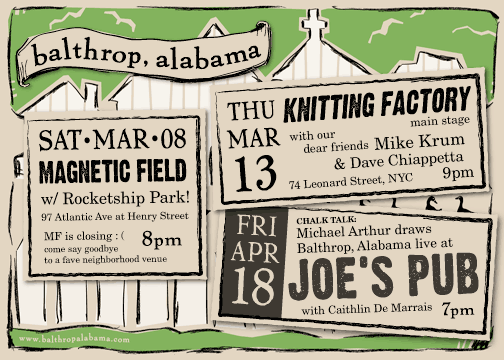 balthrop, alabama
SAT•MAR•08
MAGNETIC FIELD
w/ Rocketship Park!
97 Atlantic Ave at Henry Street
MF is closing : (
come say goodbye
to a fave neighborhood venue
8pm
THU
MAR
13
KNITTING FACTORY
main stage
with our
dear friends Mike Krum
& Dave Chiappetta
74 Leonard Street, NYC
9pm
FRI
APR
18
CHALK TALK:
Michael Arthur draws
Balthrop, Alabama live at
JOE'S PUB
with Caithlin De Marrais 7pm
www.balthropalabama.com